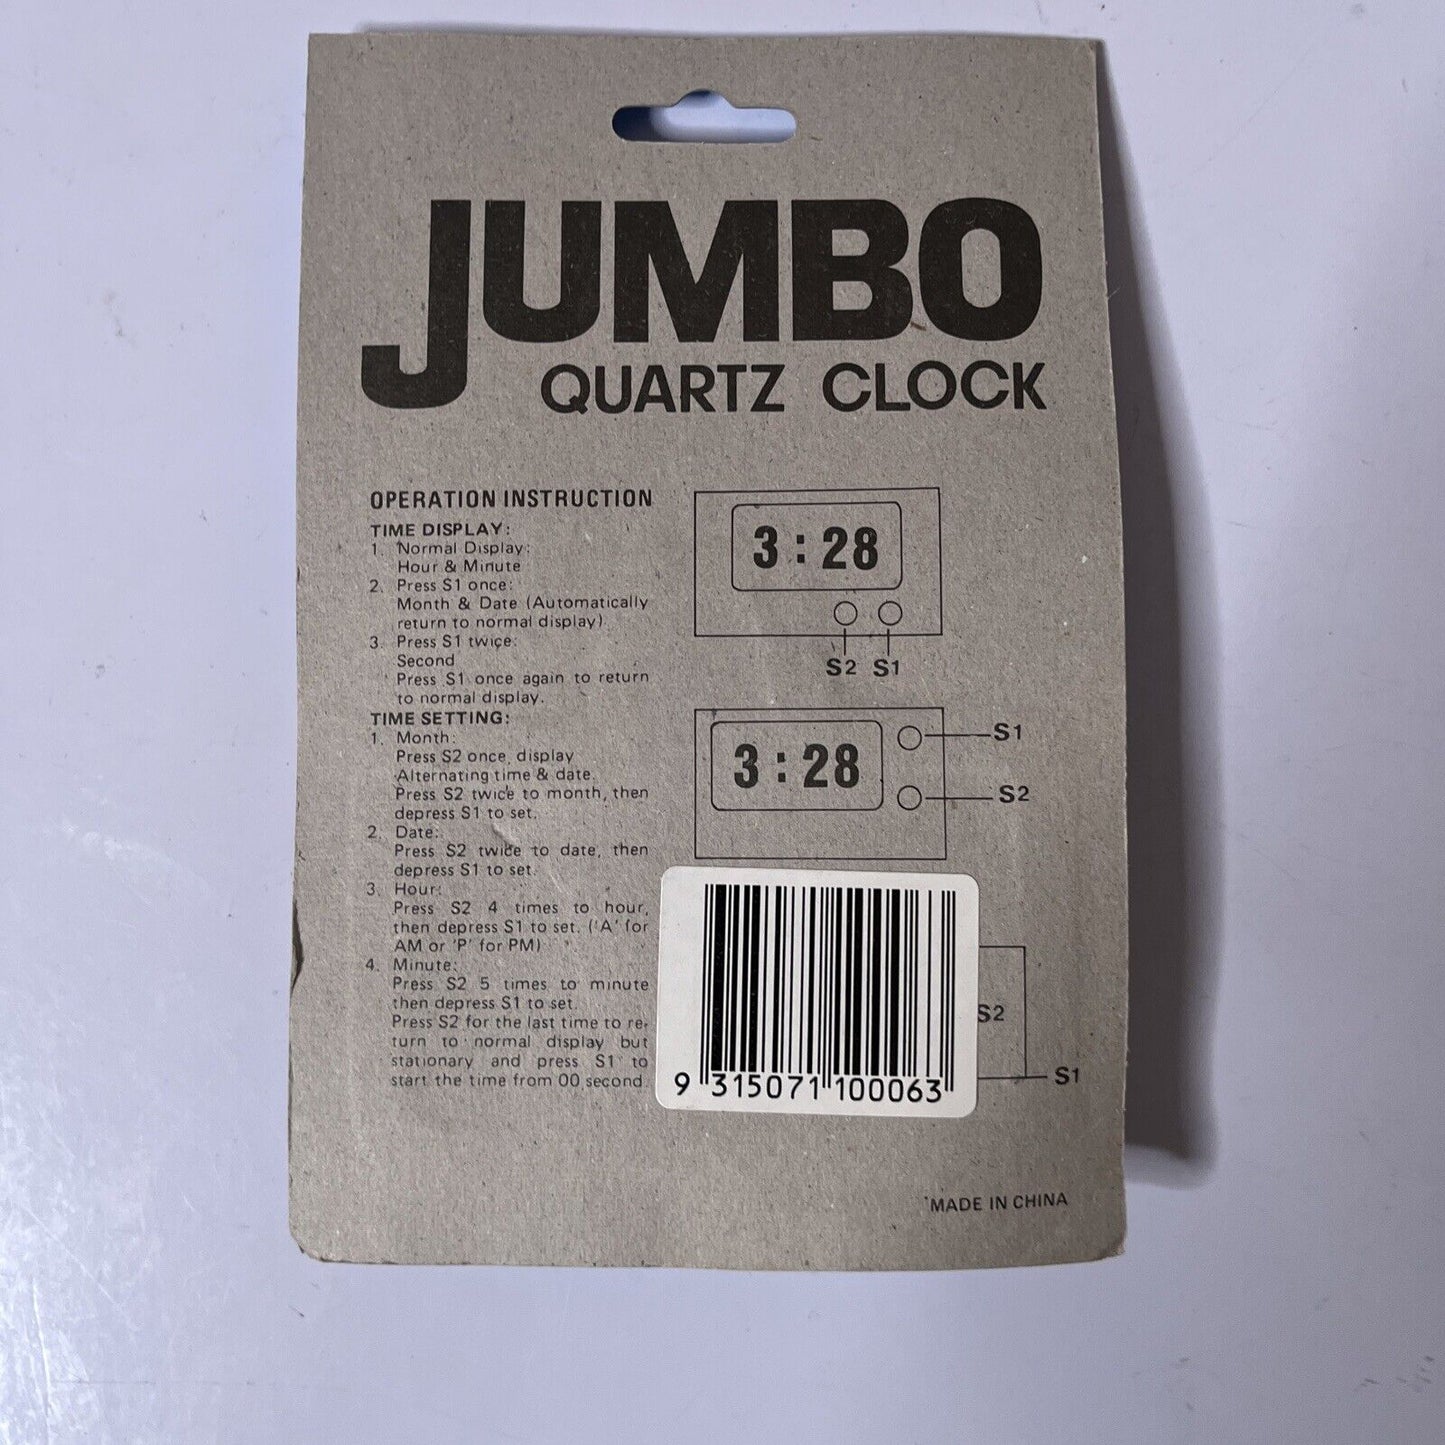 JUMBO
QUARTZ CLOCK
OPERATION INSTRUCTION
TIME DISPLAY:
1. Normal Display:
Hour & Minute
2. Press S1 once:
Month & Date (Automatically
return to normal display)
3. Press S1 twice:
Second
Press S1 once again to return
to normal display.
TIME SETTING:
1. Month:
Press S2 once, display
Alternating time & date.
Press S2 twice to month, then
depress S1 to set.
2. Date:
Press S2 twice to date, then
depress S1 to set.
3. Hour:
Press S2 4 times to hour,
then depress S1 to set. ('A' for
AM or 'P' for PM)
4. Minute:
Press S2 5 times to minute
then depress S1 to set.
Press S2 for the last time to re-
turn to normal display but
stationary and press S1 to
start the time from 00 second.
3:28
S2 S1
3:28
S1
S2
S2
S1
9 315071 100063
MADE IN CHINA